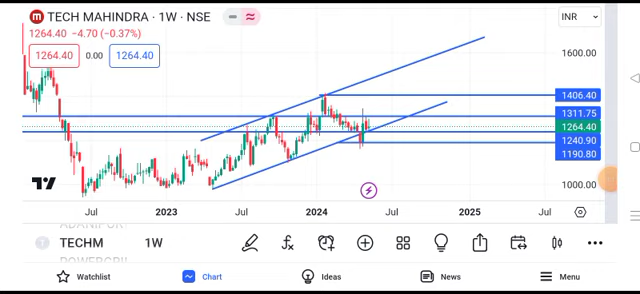 TECH MAHINDRA · 1W · NSE
INR
1264.40 −4.70 (−0.37%)
1264.40 0.00 1264.40
1600.00
1406.40
1311.75
1264.40
1240.90
1190.80
1000.00
Jul 2023 Jul 2024 Jul 2025 Jul
TECHM 1W
Watchlist Chart Ideas News Menu